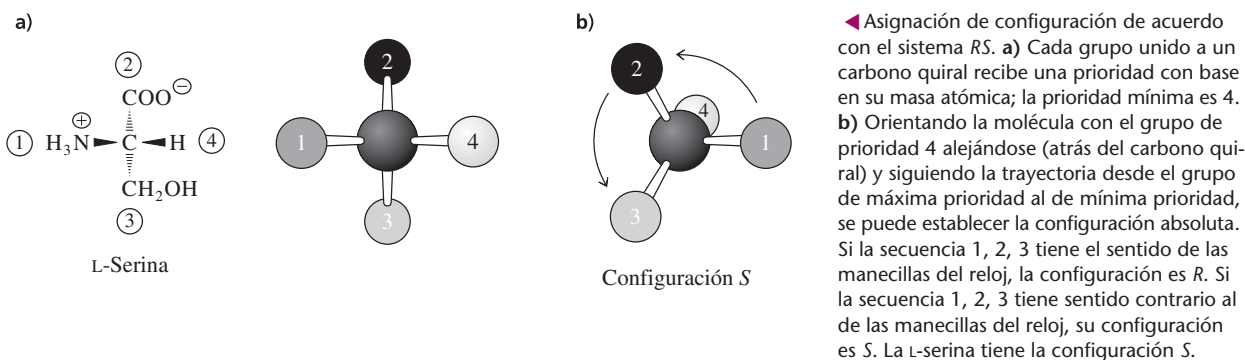 a)
②
COO⊖
⊕
① H₃N C H ④
CH₂OH
③
L-Serina
2
1
4
3
b)
2
4
1
3
Configuración S
◀ Asignación de configuración de acuerdo
con el sistema RS. a) Cada grupo unido a un
carbono quiral recibe una prioridad con base
en su masa atómica; la prioridad mínima es 4.
b) Orientando la molécula con el grupo de
prioridad 4 alejándose (atrás del carbono qui-
ral) y siguiendo la trayectoria desde el grupo
de máxima prioridad al de mínima prioridad,
se puede establecer la configuración absoluta.
Si la secuencia 1, 2, 3 tiene el sentido de las
manecillas del reloj, la configuración es R. Si
la secuencia 1, 2, 3 tiene sentido contrario al
de las manecillas del reloj, su configuración
es S. La L-serina tiene la configuración S.